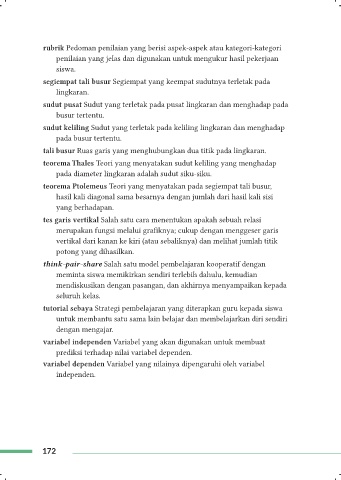 rubrik Pedoman penilaian yang berisi aspek-aspek atau kategori-kategori
penilaian yang jelas dan digunakan untuk mengukur hasil pekerjaan
siswa.
segiempat tali busur Segiempat yang keempat sudutnya terletak pada
lingkaran.
sudut pusat Sudut yang terletak pada pusat lingkaran dan menghadap pada
busur tertentu.
sudut keliling Sudut yang terletak pada keliling lingkaran dan menghadap
pada busur tertentu.
tali busur Ruas garis yang menghubungkan dua titik pada lingkaran.
teorema Thales Teori yang menyatakan sudut keliling yang menghadap
pada diameter lingkaran adalah sudut siku-siku.
teorema Ptolemeus Teori yang menyatakan pada segiempat tali busur,
hasil kali diagonal sama besarnya dengan jumlah dari hasil kali sisi
yang berhadapan.
tes garis vertikal Salah satu cara menentukan apakah sebuah relasi
merupakan fungsi melalui grafiknya; cukup dengan menggeser garis
vertikal dari kanan ke kiri (atau sebaliknya) dan melihat jumlah titik
potong yang dihasilkan.
think-pair-share Salah satu model pembelajaran kooperatif dengan
meminta siswa memikirkan sendiri terlebih dahulu, kemudian
mendiskusikan dengan pasangan, dan akhirnya menyampaikan kepada
seluruh kelas.
tutorial sebaya Strategi pembelajaran yang diterapkan guru kepada siswa
untuk membantu satu sama lain belajar dan membelajarkan diri sendiri
dengan mengajar.
variabel independen Variabel yang akan digunakan untuk membuat
prediksi terhadap nilai variabel dependen.
variabel dependen Variabel yang nilainya dipengaruhi oleh variabel
independen.
172